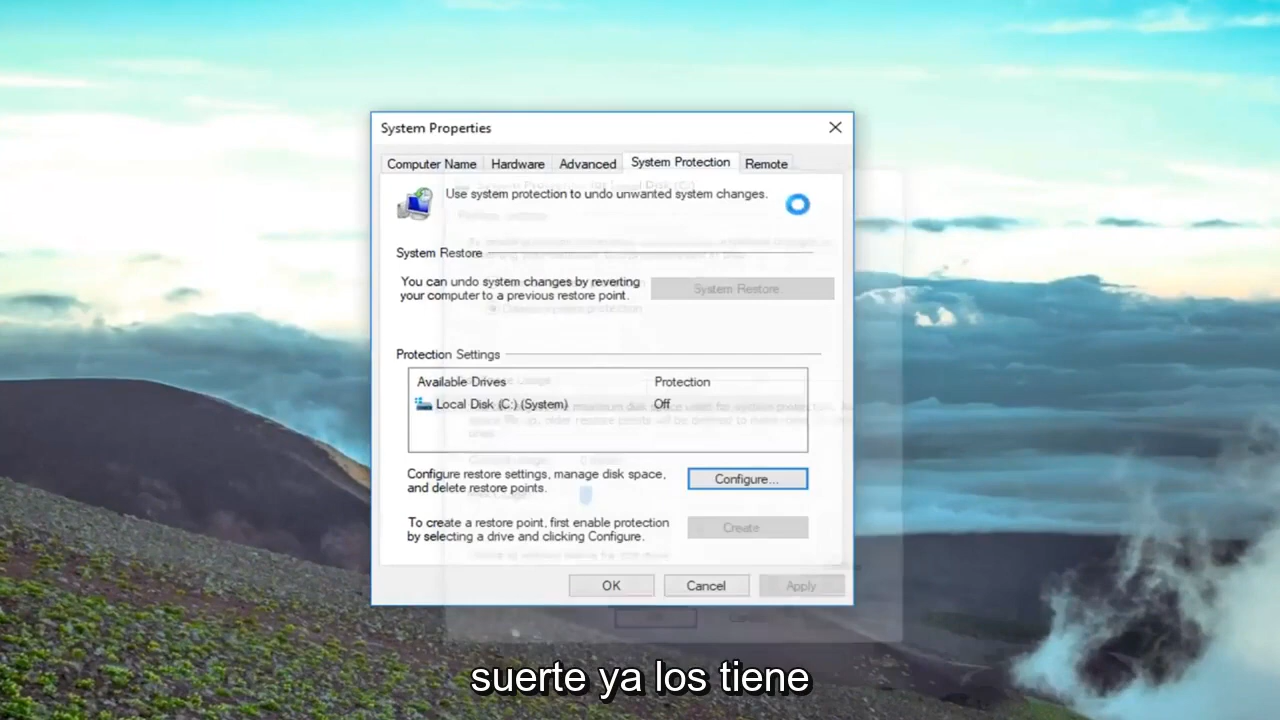 System Properties
Computer Name Hardware Advanced System Protection Remote
Use system protection to undo unwanted system changes.
System Restore
You can undo system changes by reverting
your computer to a previous restore point.
System Restore
Protection Settings
Available Drives Protection
Local Disk (C:) (System) Off
Configure restore settings, manage disk space,
and delete restore points.
Configure...
To create a restore point, first enable protection
by selecting a drive and clicking Configure.
Create
OK Cancel Apply
suerte ya los tiene